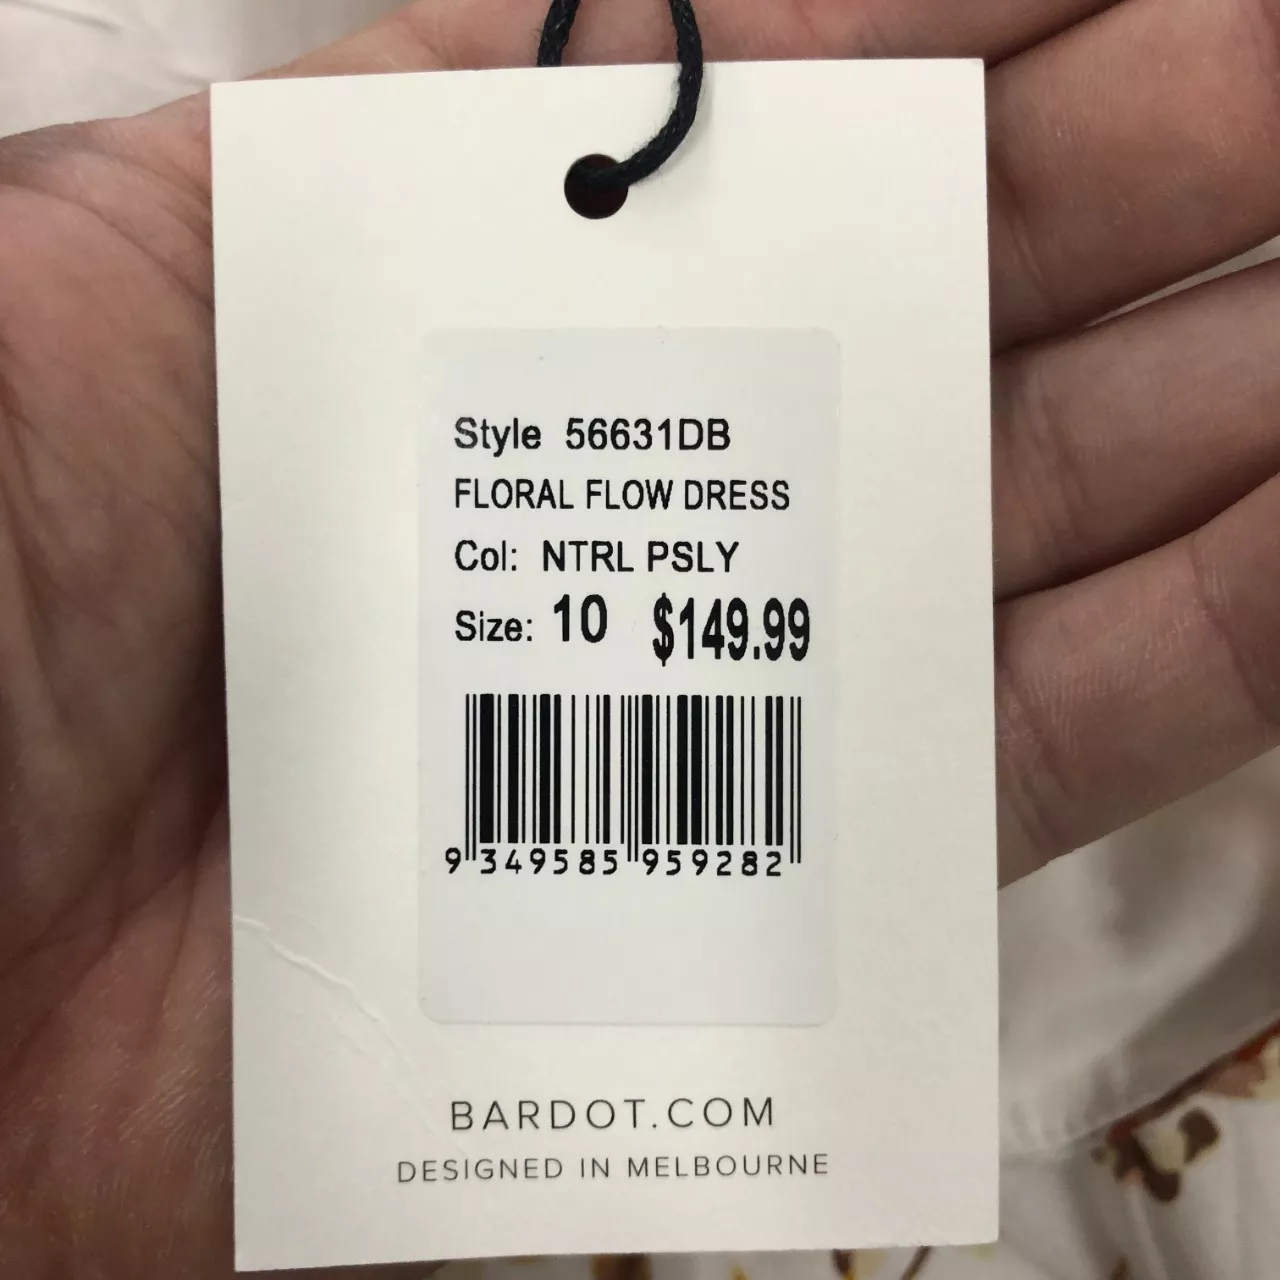 Style 56631DB
FLORAL FLOW DRESS
Col: NTRL PSLY
Size: 10 $149.99
9 349585 959282
BARDOT.COM
DESIGNED IN MELBOURNE